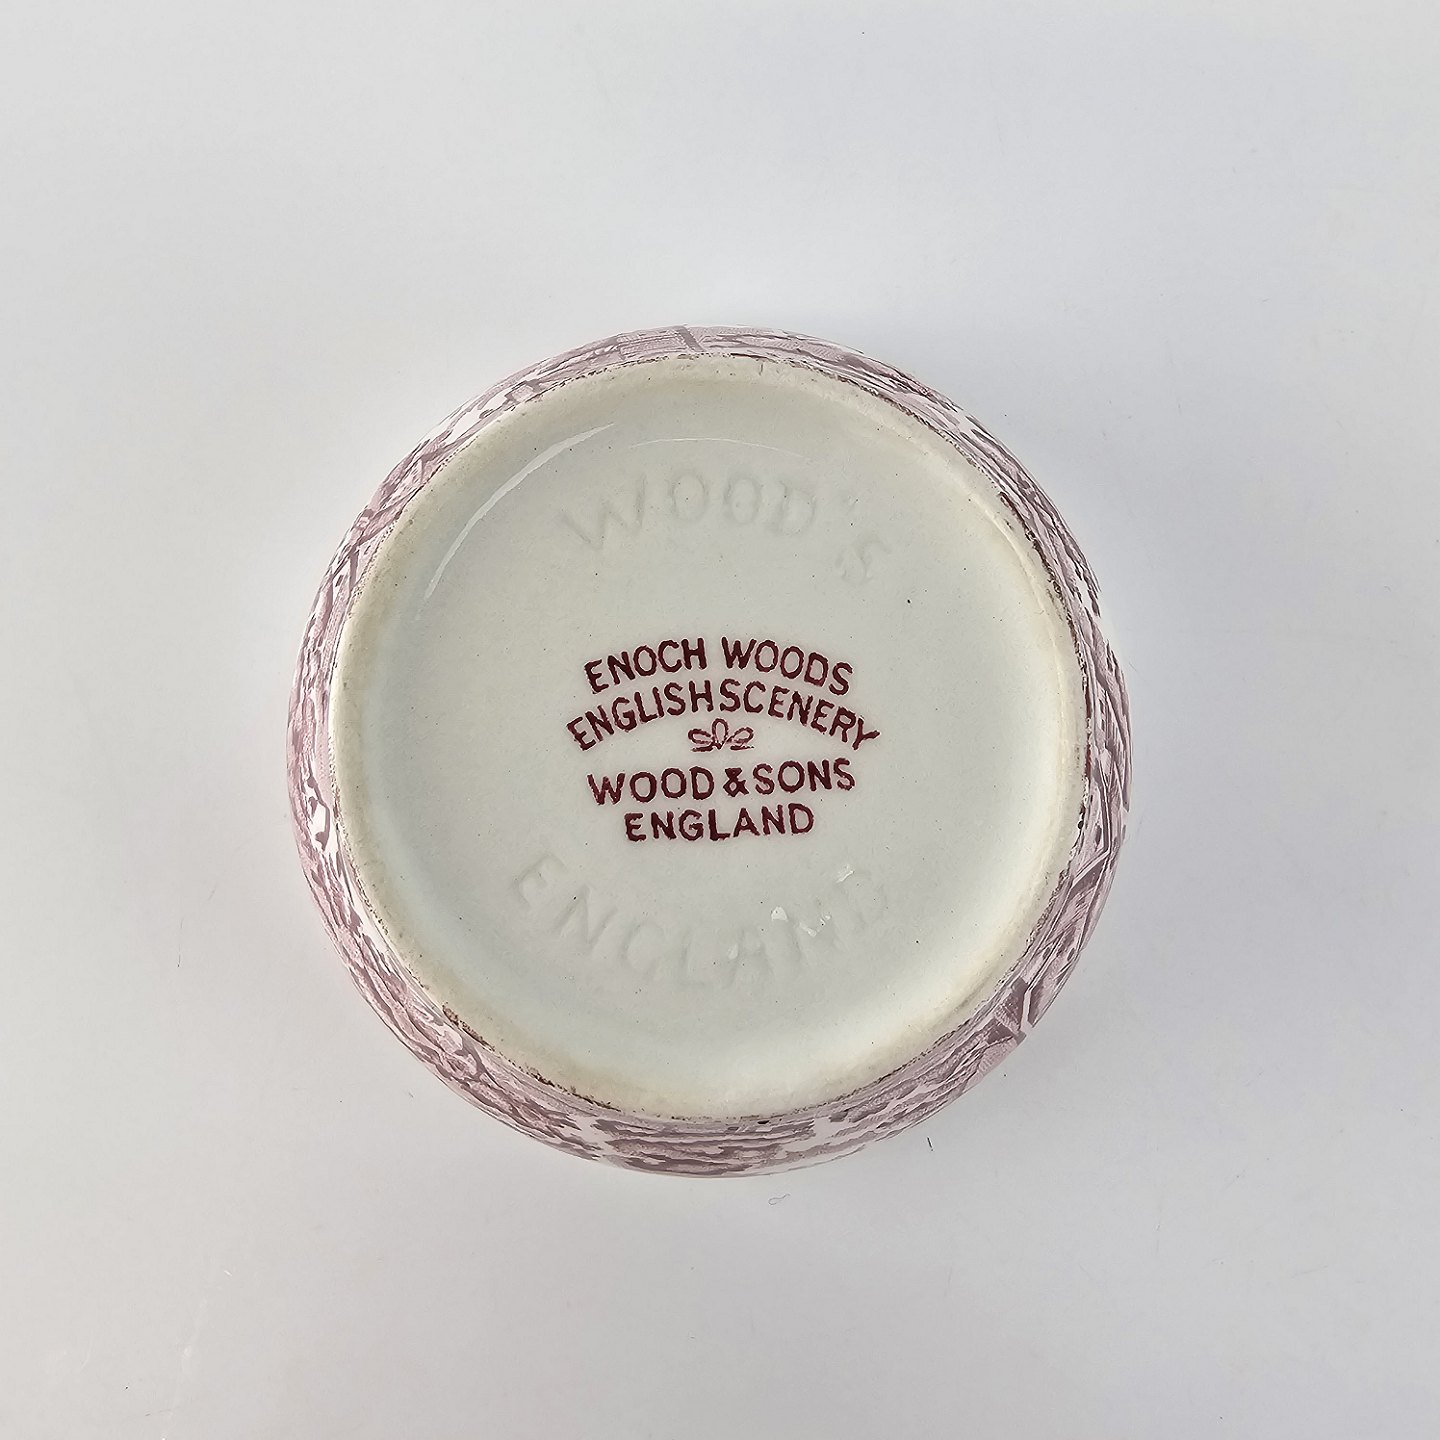 WOOD'S
ENOCH WOODS
ENGLISH SCENERY
WOOD & SONS
ENGLAND
ENGLAND